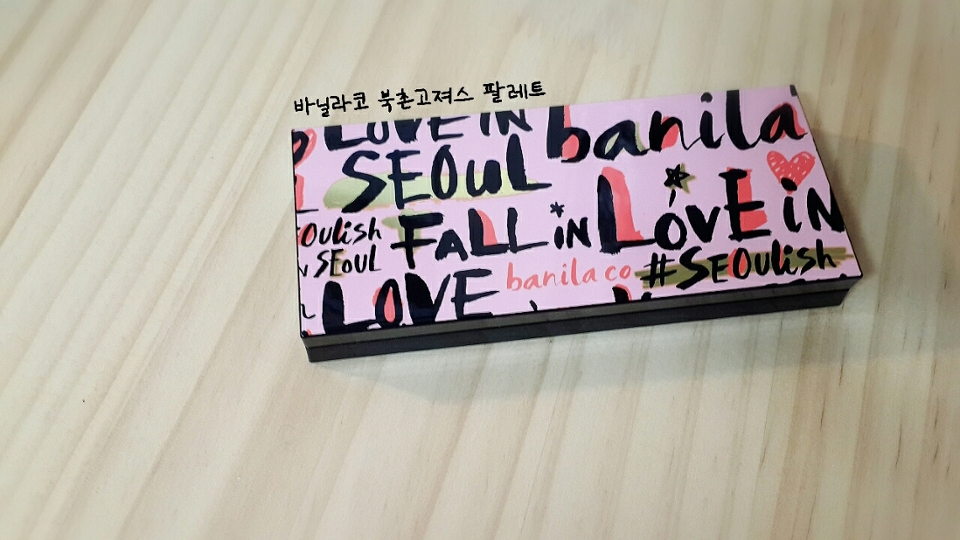 바닐라코 북촌고져스 팔레트
LOVE IN banila
SEOUL
LOVE iN
OULISH FALL iN
SEOUL banila co #SEOULISH
LOVE